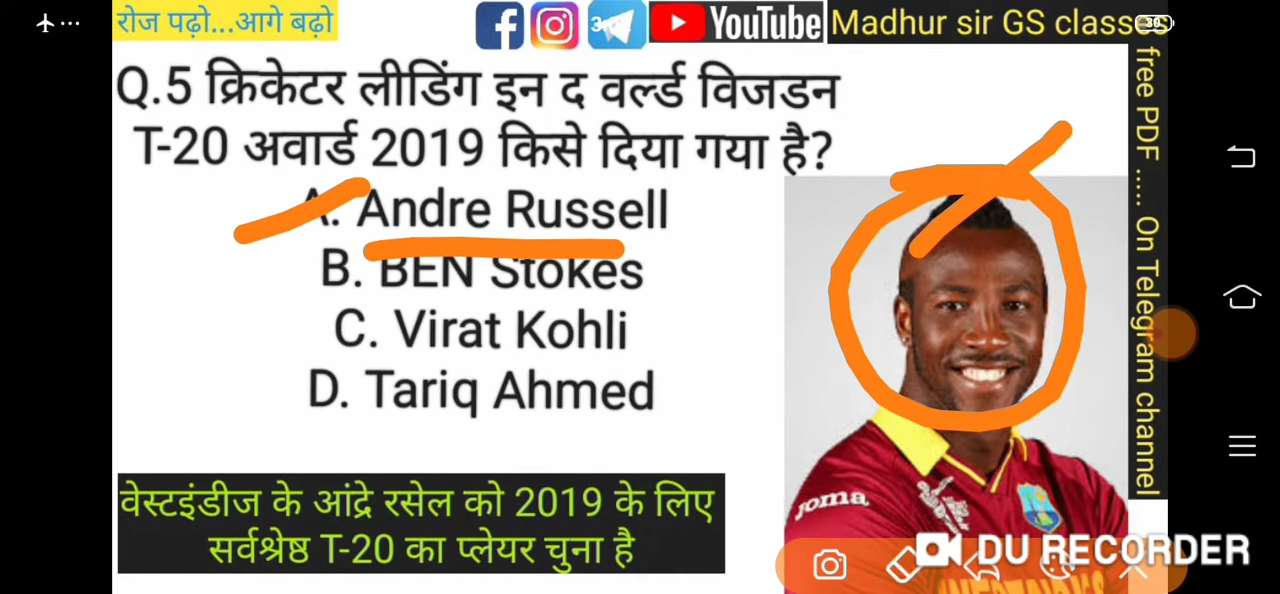 रोज पढ़ो...आगे बढ़ो
YouTube
Madhur sir GS classes
39
free PDF ..... On Telegram channel
Q.5 क्रिकेटर लीडिंग इन द वर्ल्ड विजडन
T-20 अवार्ड 2019 किसे दिया गया है?
A. Andre Russell
B. BEN Stokes
C. Virat Kohli
D. Tariq Ahmed
वेस्टइंडीज के आंद्रे रसेल को 2019 के लिए
सर्वश्रेष्ठ T-20 का प्लेयर चुना है
joma
DU RECORDER